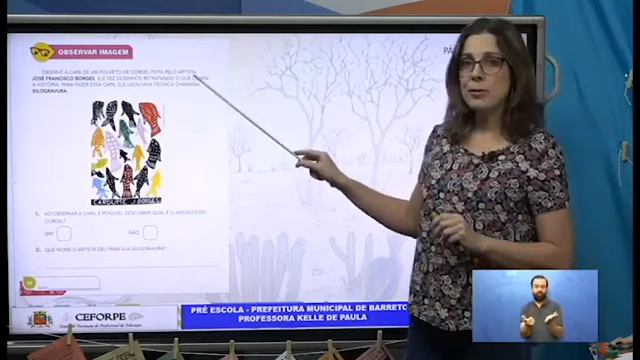 OBSERVAR IMAGEM
OBSERVE A CAPA DE UM FOLHETO DE CORDEL FEITA PELO ARTISTA
JOSÉ FRANCISCO BORGES. ELE FEZ DESENHOS RETRATANDO O QUE CONTA
A HISTÓRIA. PARA FAZER ESSA CAPA, ELE USOU UMA TÉCNICA CHAMADA
XILOGRAVURA.
CARDUME J. BORGES
1. AO OBSERVAR A CAPA, É POSSÍVEL DESCOBRIR QUAL É O ASSUNTO DO
CORDEL?
SIM
NÃO
2. QUE NOME O ARTISTA DEU PARA SUA XILOGRAVURA?
CEFORPE
PRÉ ESCOLA - PREFEITURA MUNICIPAL DE BARRETO
PROFESSORA KELLE DE PAULA